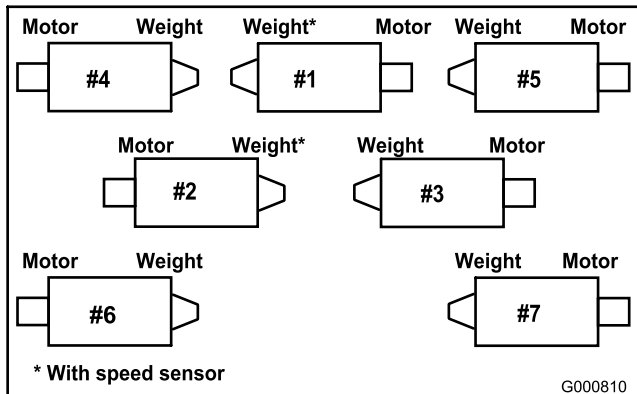 Motor Weight Weight* Motor Weight Motor
#4 #1 #5
Motor Weight* Weight Motor
#2 #3
Motor Weight Weight Motor
#6 #7
* With speed sensor
G000810